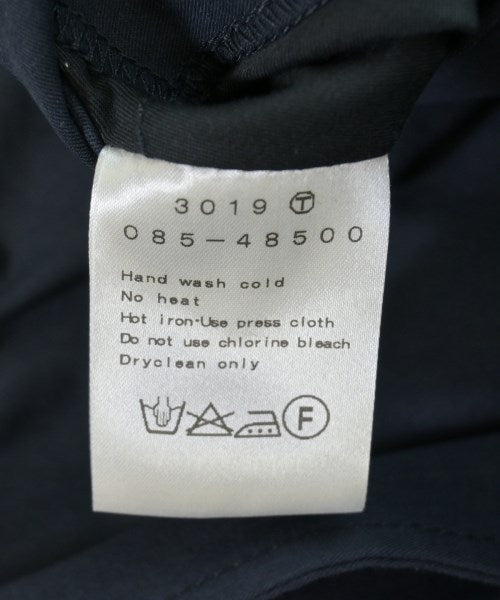 3019 Ⓣ
085-48500
Hand wash cold
No heat
Hot iron·Use press cloth
Do not use chlorine bleach
Dryclean only
F